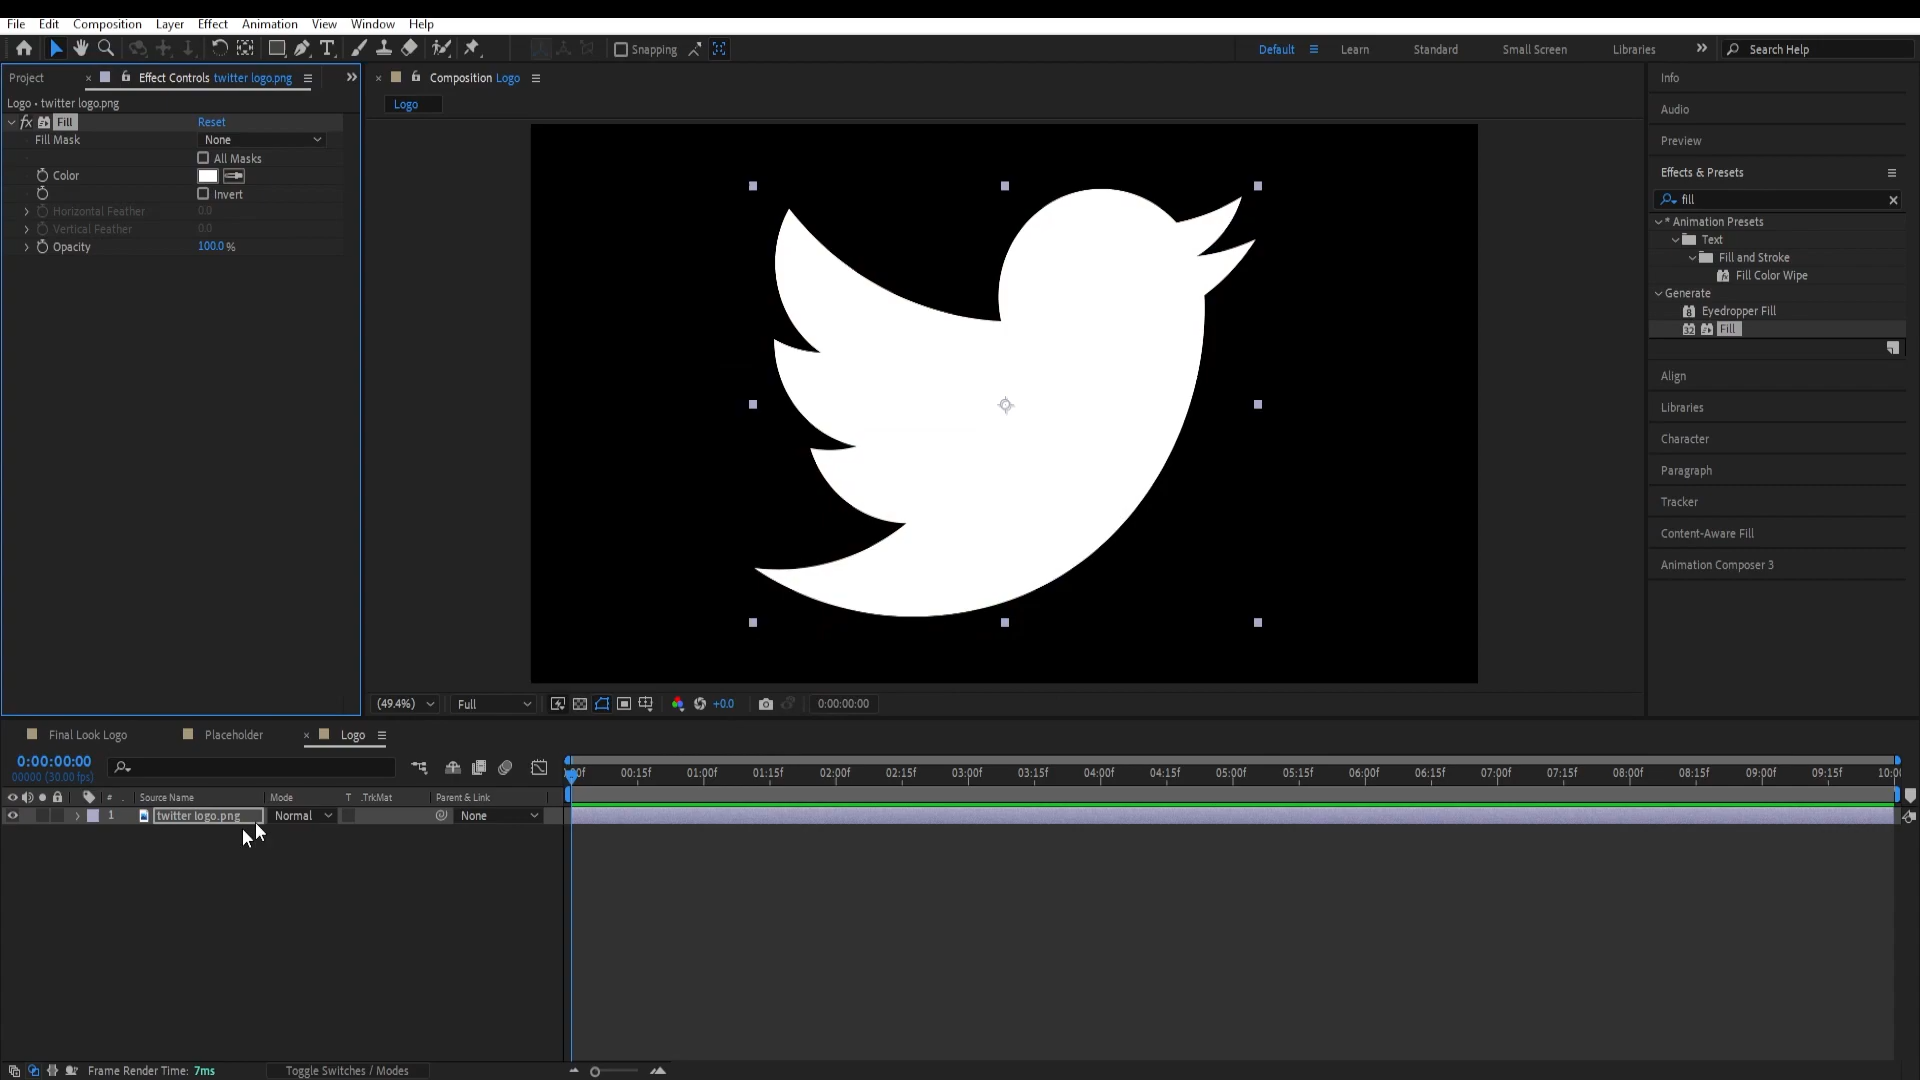 File Edit Composition Layer Effect Animation View Window Help
Snapping Default Learn Standard Small Screen Libraries Search Help
Project Effect Controls twitter logo.png
Composition Logo
Info
Logo • twitter logo.png
Logo
Audio
fx Fill Reset
Fill Mask None
Preview
All Masks
Color
Effects & Presets
Invert
fill
Horizontal Feather 0.0
* Animation Presets
Vertical Feather 0.0
Text
Opacity 100.0 %
Fill and Stroke
Fill Color Wipe
Generate
Eyedropper Fill
Fill
Align
Libraries
Character
Paragraph
Tracker
Content-Aware Fill
Animation Composer 3
(49.4%) Full +0.0 0:00:00:00
Final Look Logo Placeholder Logo
0:00:00:00
00000 (30.00 fps)
00f 00:15f 01:00f 01:15f 02:00f 02:15f 03:00f 03:15f 04:00f 04:15f 05:00f 05:15f 06:00f 06:15f 07:00f 07:15f 08:00f 08:15f 09:00f 09:15f 10:00
# . Source Name Mode T .TrkMat Parent & Link
1 twitter logo.png Normal None
Frame Render Time: 7ms Toggle Switches / Modes